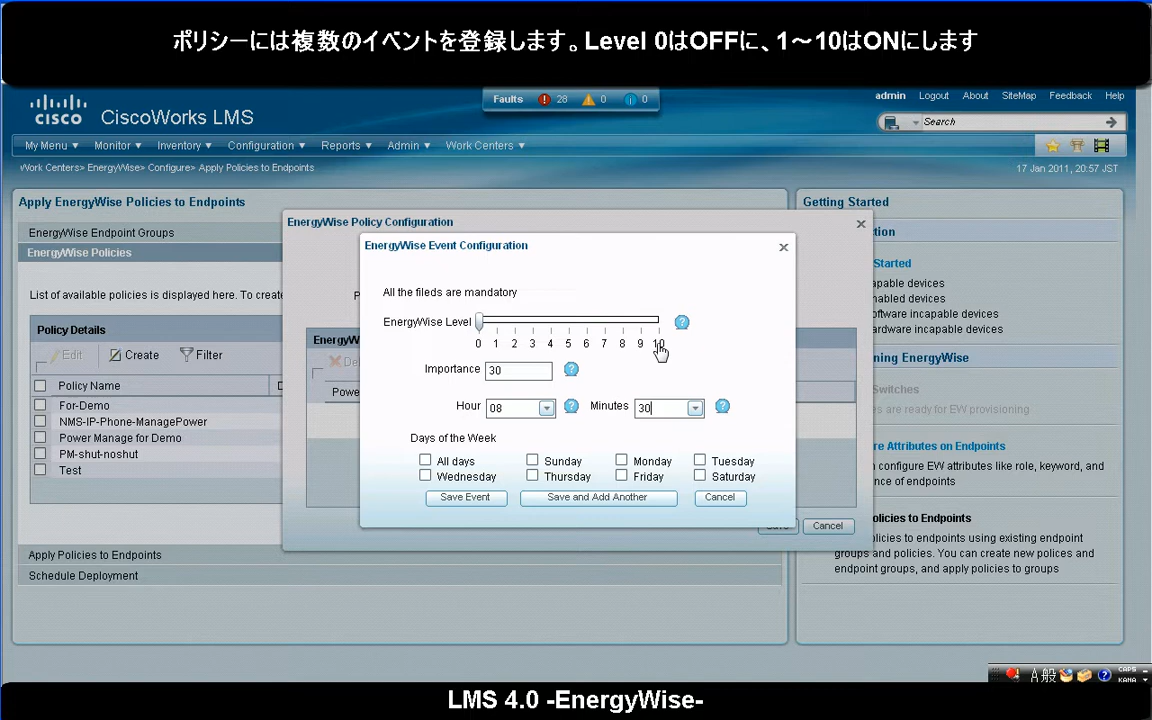 ポリシーには複数のイベントを登録します。Level 0はOFFに、1～10はONにします
Faults 28 0 0
admin Logout About SiteMap Feedback Help
CISCO CiscoWorks LMS
Search
My Menu Monitor Inventory Configuration Reports Admin Work Centers
Work Centers> EnergyWise> Configure> Apply Policies to Endpoints
17 Jan 2011, 20:57 JST
Apply EnergyWise Policies to Endpoints
EnergyWise Endpoint Groups
EnergyWise Policies
List of available policies is displayed here. To create
Policy Details
Edit Create Filter
Policy Name D
For-Demo
NMS-IP-Phone-ManagePower
Power Manage for Demo
PM-shut-noshut
Test
Apply Policies to Endpoints
Schedule Deployment
EnergyWise Policy Configuration
P
EnergyW
De
Powe
EnergyWise Event Configuration
All the fileds are mandatory
EnergyWise Level
0 1 2 3 4 5 6 7 8 9 10
Importance 30
Hour 08 Minutes 30
Days of the Week
All days Sunday Monday Tuesday
Wednesday Thursday Friday Saturday
Save Event Save and Add Another Cancel
Save Cancel
Getting Started
ction
Started
apable devices
nabled devices
oftware incapable devices
ardware incapable devices
ning EnergyWise
Switches
es are ready for EW provisioning
re Attributes on Endpoints
n configure EW attributes like role, keyword, and
nce of endpoints
olicies to Endpoints
olicies to endpoints using existing endpoint
groups and policies. You can create new polices and
endpoint groups, and apply policies to groups
A 般 CAPS
KANA
LMS 4.0 -EnergyWise-